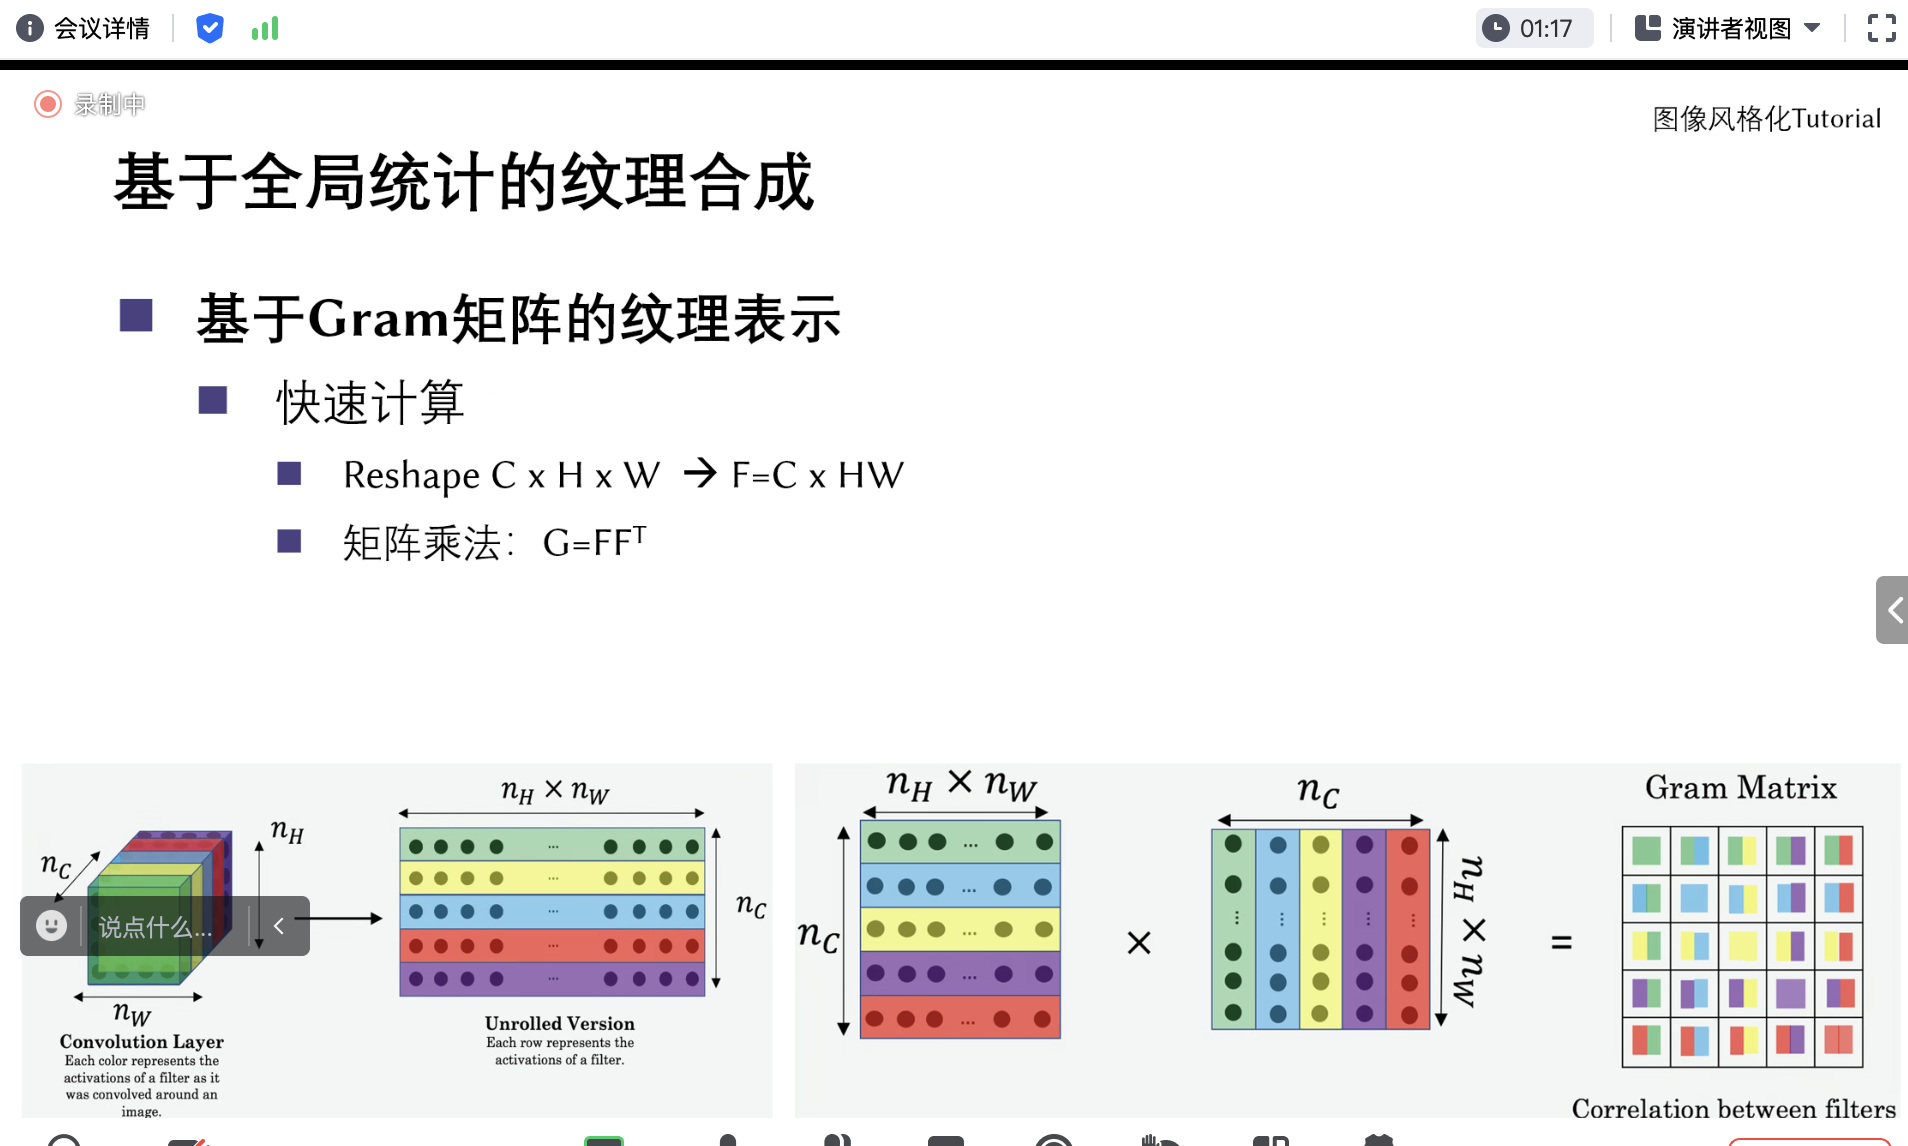 会议详情
01:17
演讲者视图
录制中
图像风格化Tutorial
基于全局统计的纹理合成
基于Gram矩阵的纹理表示
快速计算
Reshape C x H x W → F=C x HW
矩阵乘法：G=FFᵀ
n_C
n_H
说点什么...
n_W
Convolution Layer
Each color represents the
activations of a filter as it
was convolved around an
image.
n_H × n_W
...
...
...
...
...
n_C
Unrolled Version
Each row represents the
activations of a filter.
n_H × n_W
n_C
...
...
...
...
...
×
n_C
n_H × n_W
=
Gram Matrix
Correlation between filters